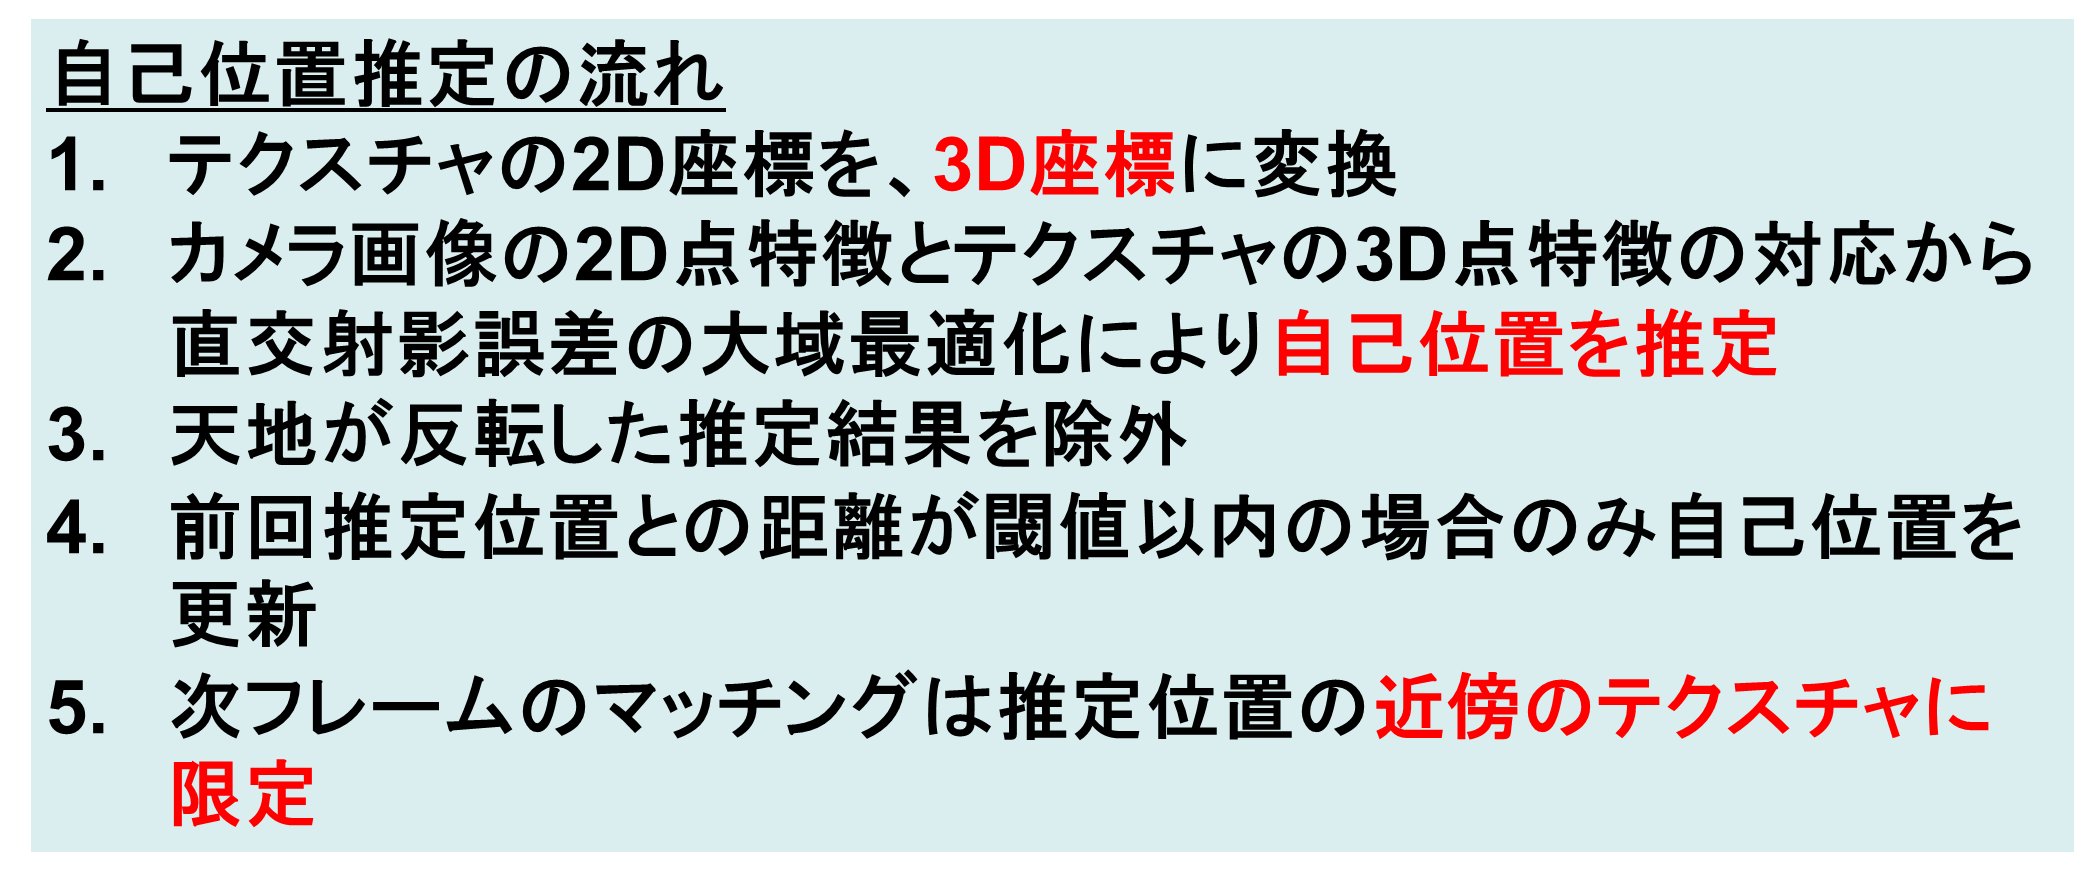 自己位置推定の流れ
1. テクスチャの2D座標を、3D座標に変換
2. カメラ画像の2D点特徴とテクスチャの3D点特徴の対応から
直交射影誤差の大域最適化により自己位置を推定
3. 天地が反転した推定結果を除外
4. 前回推定位置との距離が閾値以内の場合のみ自己位置を
更新
5. 次フレームのマッチングは推定位置の近傍のテクスチャに
限定